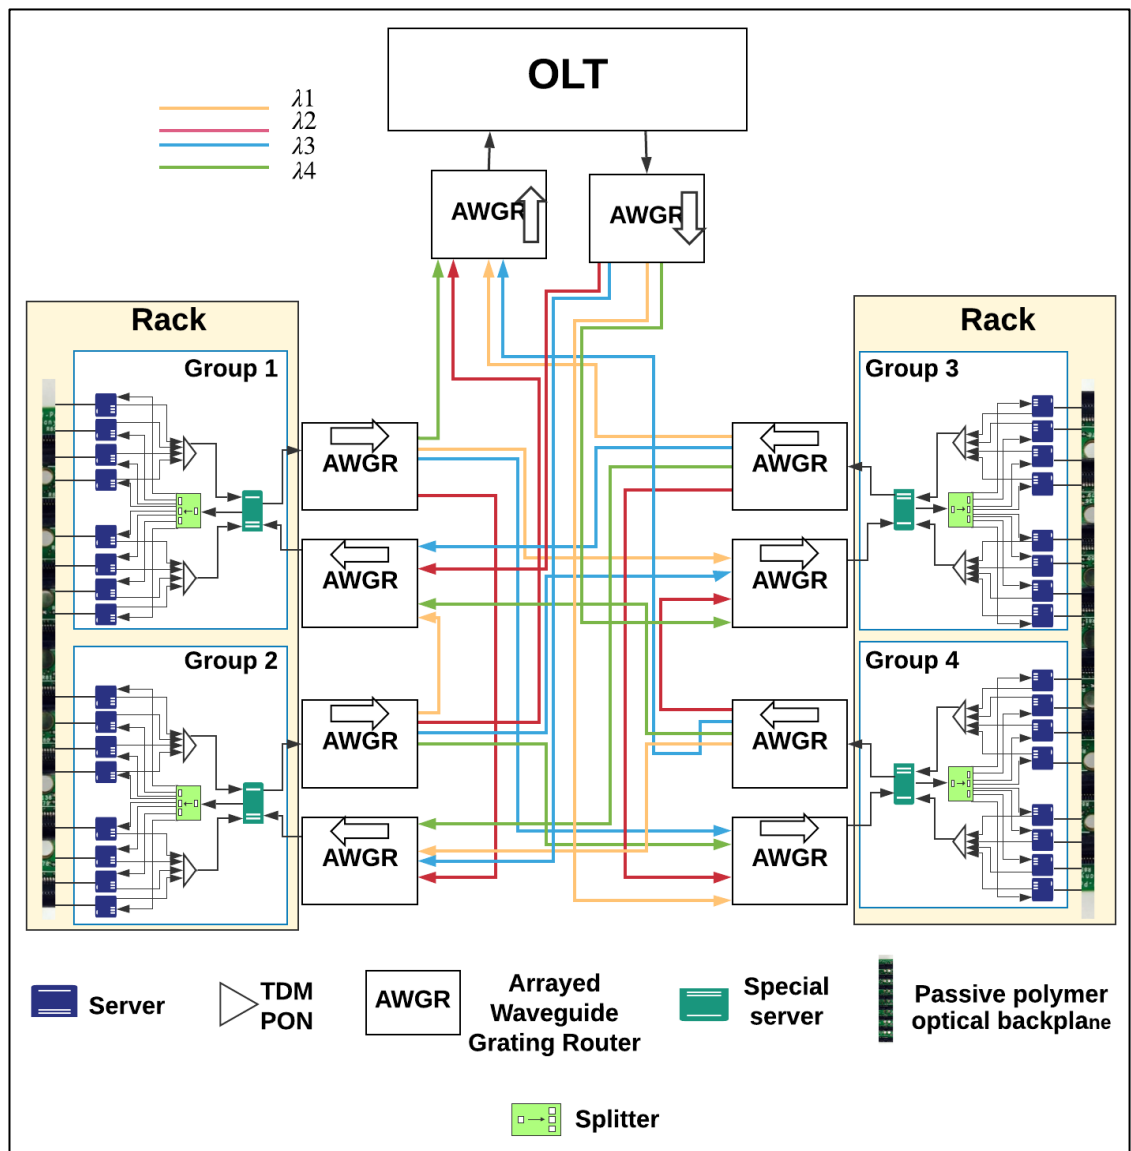 OLT
λ1
λ2
λ3
λ4
AWGR
AWGR
Rack
Rack
Group 1
Group 3
AWGR
AWGR
AWGR
AWGR
Group 2
Group 4
AWGR
AWGR
AWGR
AWGR
Server
TDM
PON
AWGR
Arrayed
Waveguide
Grating Router
Special
server
Passive polymer
optical backplane
Splitter